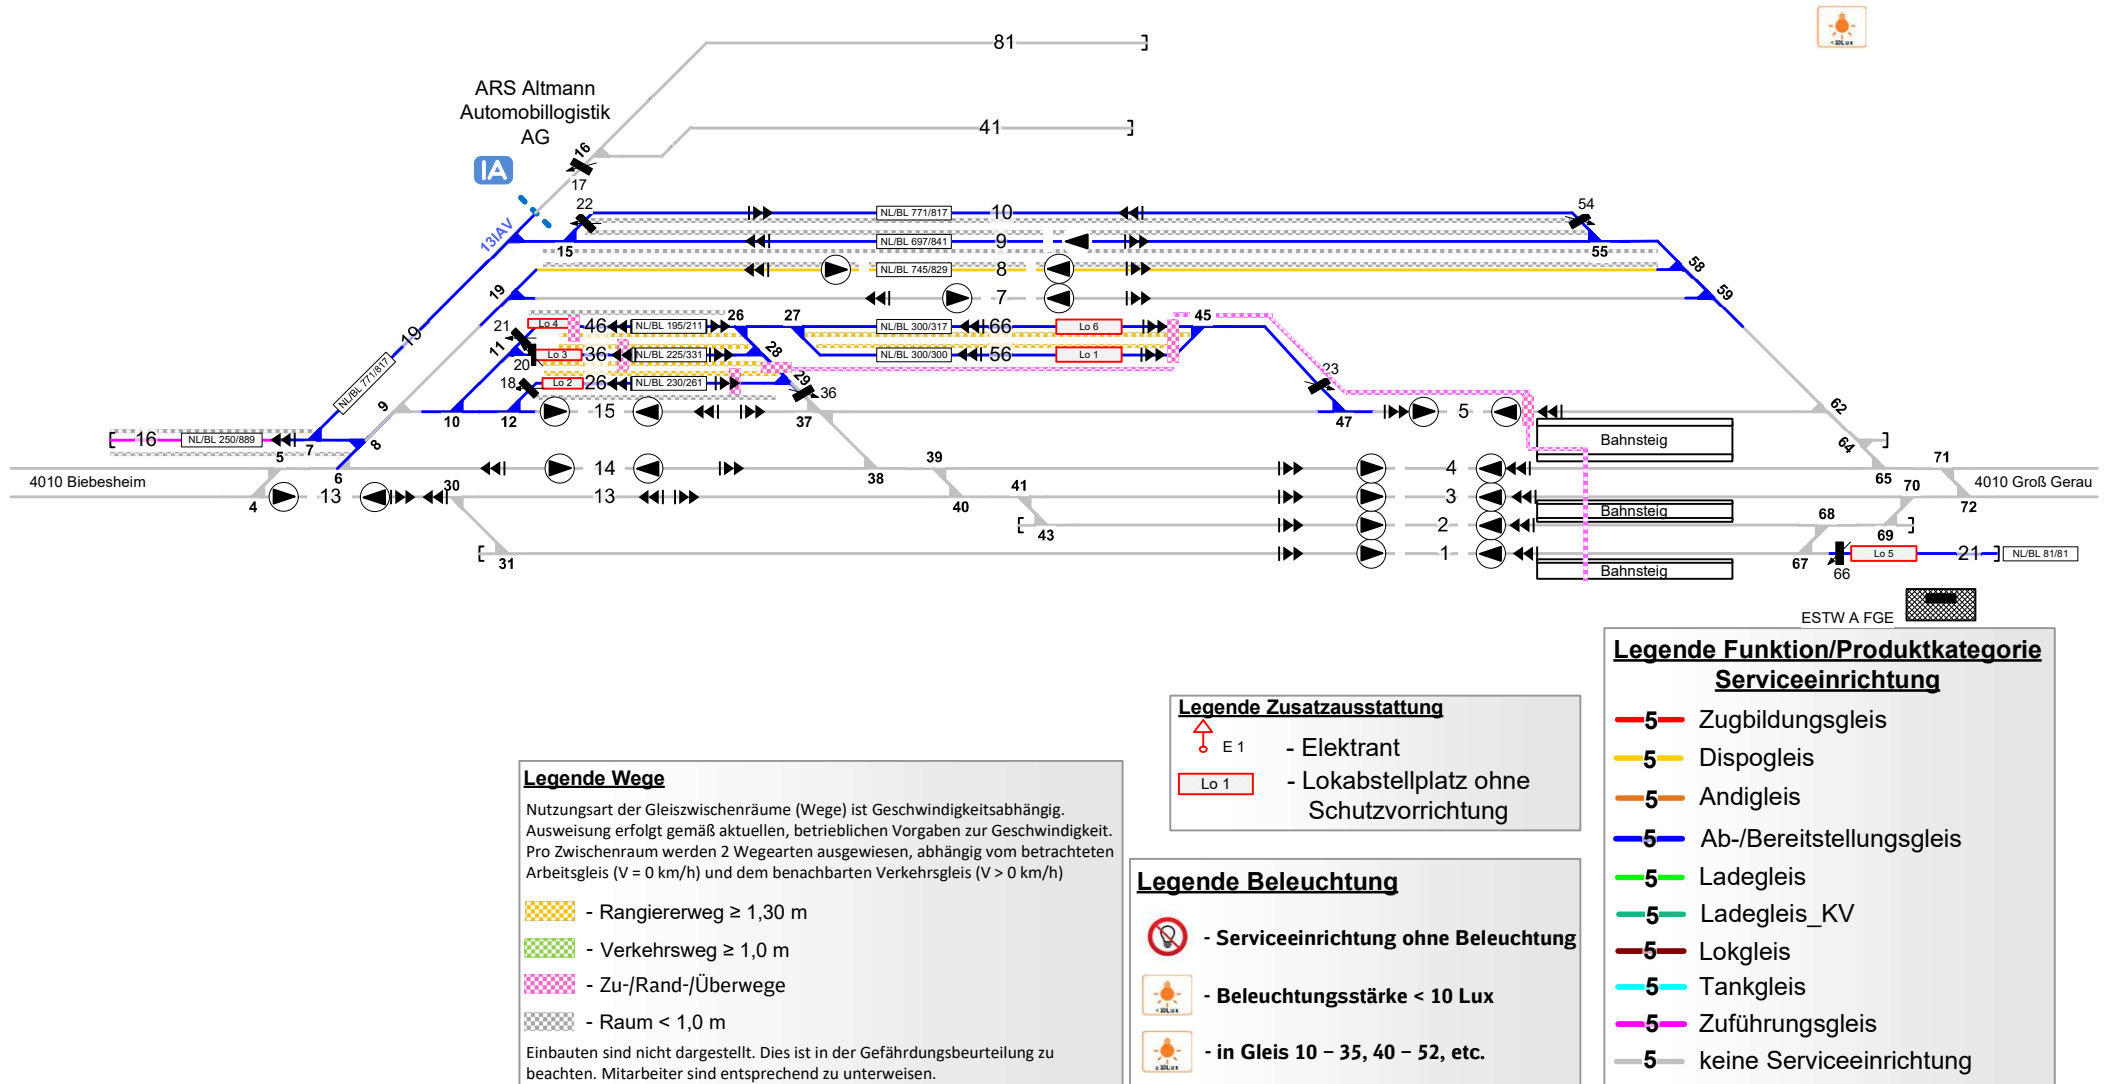 81
< 10Lux
ARS Altmann
Automobillogistik
AG
41
16
17
IA
22
54
13IAV
NL/BL 771/817
10
15
NL/BL 697/841
9
55
NL/BL 745/829
8
58
19
7
59
21
Lo 4
46
NL/BL 195/211
26
27
NL/BL 300/317
66
Lo 6
45
19
11
20
Lo 3
36
NL/BL 225/331
28
NL/BL 300/300
56
Lo 1
18
Lo 2
26
NL/BL 230/261
29
36
23
NL/BL 771/817
9
10
12
15
37
47
5
62
16
NL/BL 250/889
7
8
Bahnsteig
64
4010 Biebesheim
5
6
14
38
39
4
65
71
4010 Groß Gerau
4
13
30
13
40
41
3
Bahnsteig
70
72
43
2
68
69
31
1
Bahnsteig
67
66
Lo 5
21
NL/BL 81/81
ESTW A FGE
Legende Funktion/Produktkategorie
Serviceeinrichtung
5 Zugbildungsgleis
5 Dispogleis
5 Andigleis
5 Ab-/Bereitstellungsgleis
5 Ladegleis
5 Ladegleis_KV
5 Lokgleis
5 Tankgleis
5 Zuführungsgleis
5 keine Serviceeinrichtung
Legende Zusatzausstattung
E 1 - Elektrant
Lo 1 - Lokabstellplatz ohne
Schutzvorrichtung
Legende Wege
Nutzungsart der Gleiszwischenräume (Wege) ist Geschwindigkeitsabhängig.
Ausweisung erfolgt gemäß aktuellen, betrieblichen Vorgaben zur Geschwindigkeit.
Pro Zwischenraum werden 2 Wegearten ausgewiesen, abhängig vom betrachteten
Arbeitsgleis (V = 0 km/h) und dem benachbarten Verkehrsgleis (V > 0 km/h)
- Rangiererweg ≥ 1,30 m
- Verkehrsweg ≥ 1,0 m
- Zu-/Rand-/Überwege
- Raum < 1,0 m
Einbauten sind nicht dargestellt. Dies ist in der Gefährdungsbeurteilung zu
beachten. Mitarbeiter sind entsprechend zu unterweisen.
Legende Beleuchtung
- Serviceeinrichtung ohne Beleuchtung
< 10Lux
- Beleuchtungsstärke < 10 Lux
≥ 10Lux
- in Gleis 10 – 35, 40 – 52, etc.